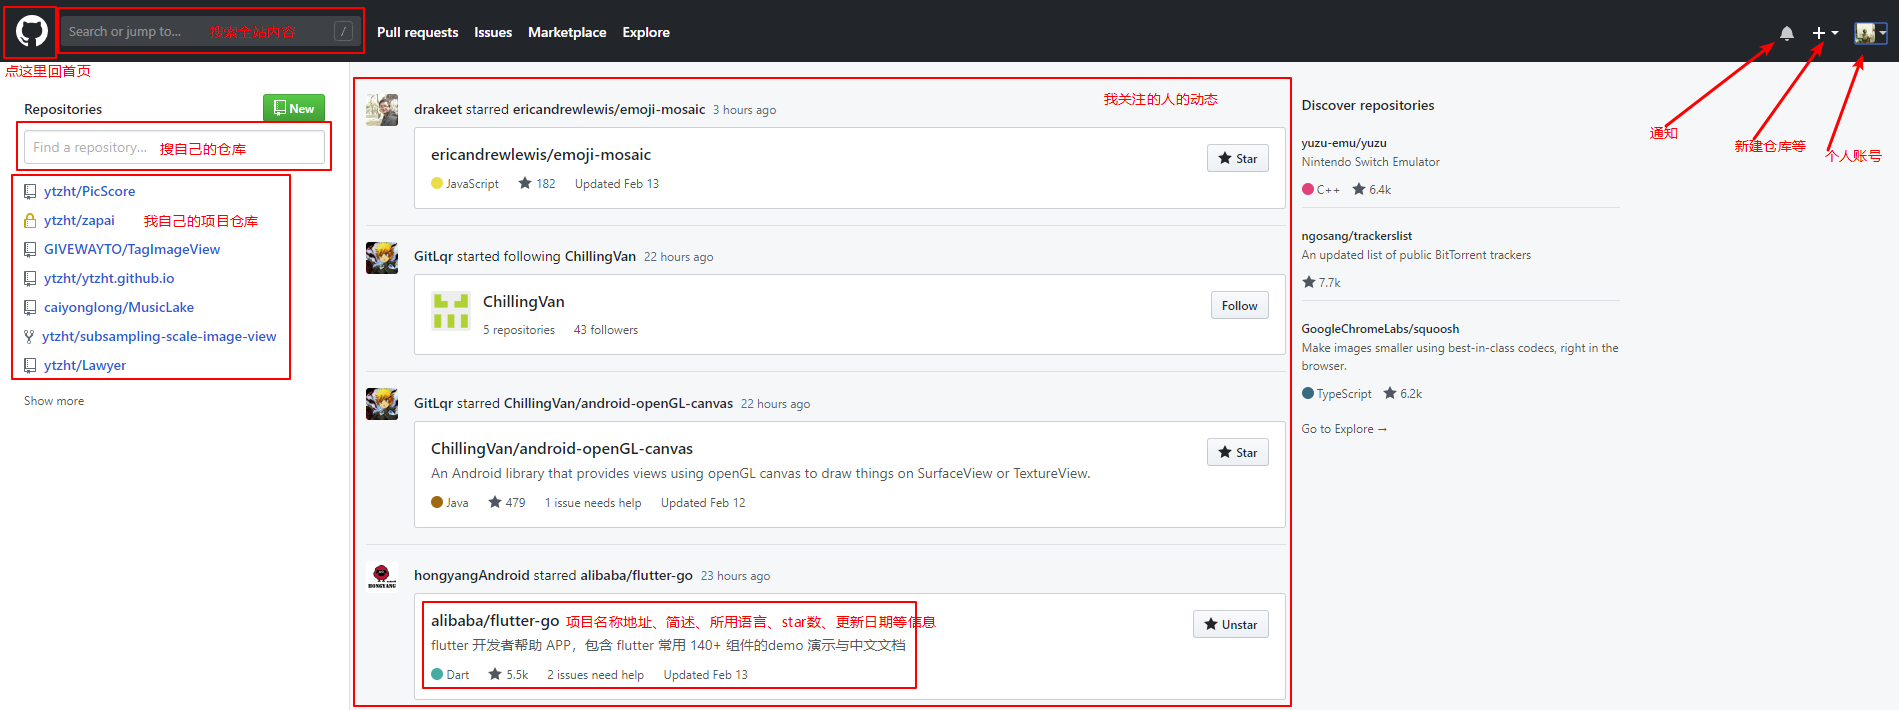 Search or jump to... 搜索全站内容 /
Pull requests
Issues
Marketplace
Explore
点这里回首页
Repositories
New
Find a repository... 搜自己的仓库
ytzht/PicScore
ytzht/zapai 我自己的项目仓库
GIVEWAYTO/TagImageView
ytzht/ytzht.github.io
caiyonglong/MusicLake
ytzht/subsampling-scale-image-view
ytzht/Lawyer
Show more
我关注的人的动态
drakeet starred ericandrewlewis/emoji-mosaic 3 hours ago
ericandrewlewis/emoji-mosaic
Star
JavaScript 182 Updated Feb 13
GitLqr started following ChillingVan 22 hours ago
ChillingVan
Follow
5 repositories 43 followers
GitLqr starred ChillingVan/android-openGL-canvas 22 hours ago
ChillingVan/android-openGL-canvas
Star
An Android library that provides views using openGL canvas to draw things on SurfaceView or TextureView.
Java 479 1 issue needs help Updated Feb 12
HONGYANG
hongyangAndroid starred alibaba/flutter-go 23 hours ago
alibaba/flutter-go 项目名称地址、简述、所用语言、star数、更新日期等信息
Unstar
flutter 开发者帮助 APP，包含 flutter 常用 140+ 组件的demo 演示与中文文档
Dart 5.5k 2 issues need help Updated Feb 13
Discover repositories
yuzu-emu/yuzu
Nintendo Switch Emulator
C++ 6.4k
ngosang/trackerslist
An updated list of public BitTorrent trackers
7.7k
GoogleChromeLabs/squoosh
Make images smaller using best-in-class codecs, right in the
browser.
TypeScript 6.2k
Go to Explore →
通知
新建仓库等
个人账号